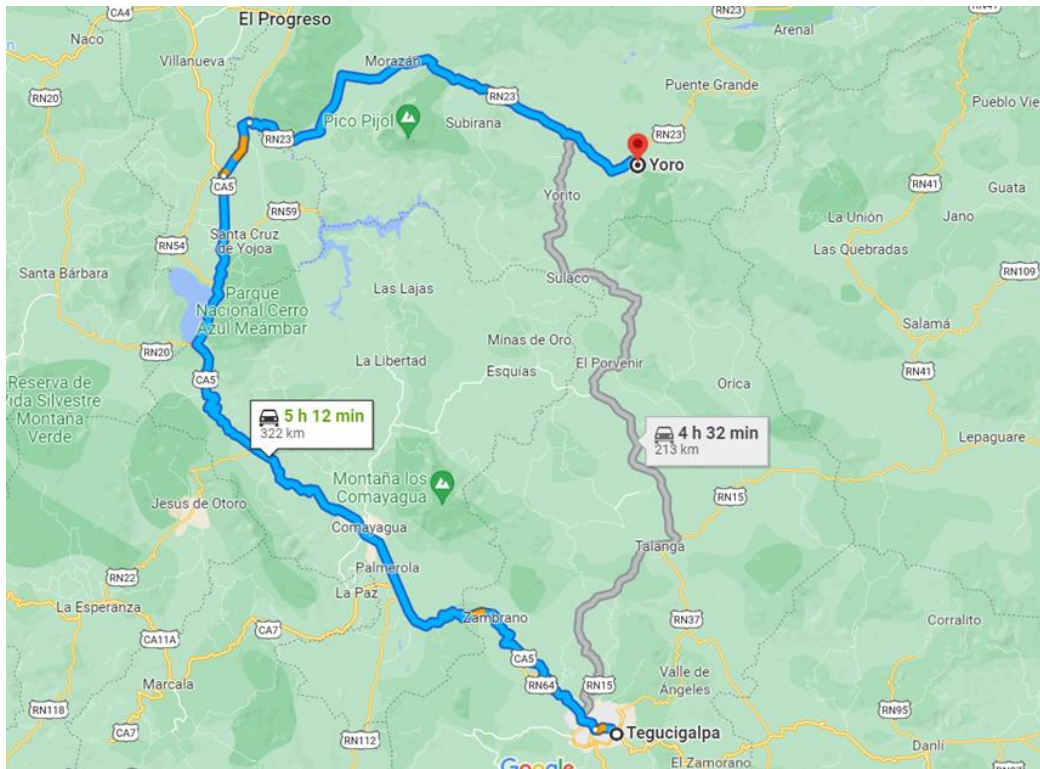 CA4
El Progreso
RN23
RN41
Naco
Arenal
Villanueva
Morazán
Puente Grande
RN20
RN23
Pueblo Vie
Pico Pijol
Subirana
RN23
RN23
Yoro
CA5
RN41
Guata
Yorito
RN59
La Unión
Jano
Santa Cruz
de Yojoa
RN54
Las Quebradas
Santa Bárbara
Sulaco
RN109
Las Lajas
Parque
Nacional Cerro
Azul Meámbar
Salamá
Minas de Oro
RN20
La Libertad
El Porvenir
Esquías
RN41
CA5
Reserva de
Vida Silvestre
Montaña
Verde
Orica
5 h 12 min
322 km
4 h 32 min
213 km
Lepaguare
Montaña los
Comayagua
RN15
Jesús de Otoro
Comayagua
Talanga
Palmerola
RN22
La Paz
La Esperanza
Zambrano
RN37
Corralito
CA7
CA11A
CA5
Valle de
Angeles
Marcala
RN64
RN15
RN118
RN95
CA7
RN112
Tegucigalpa
Danlí
Google
El Zamorano